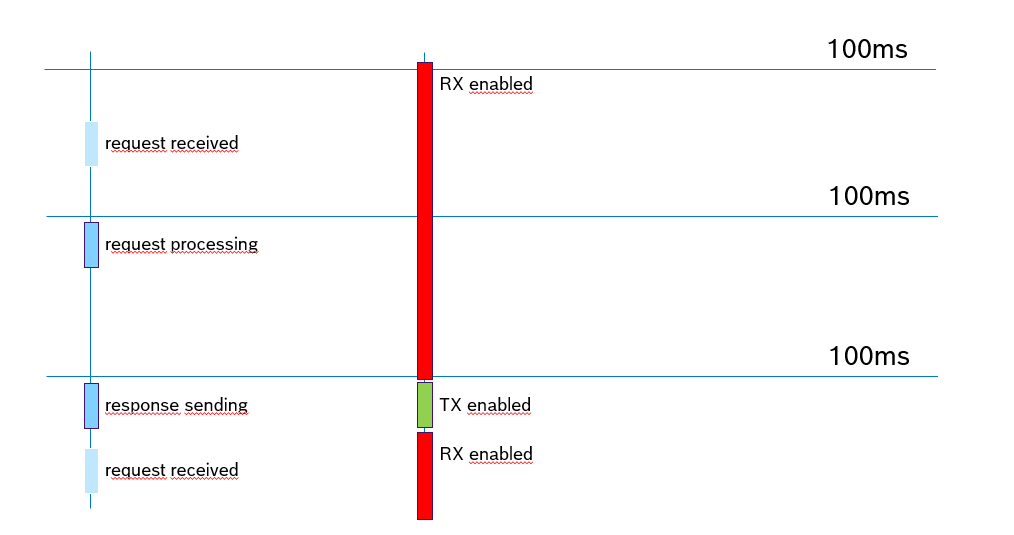 100ms
RX enabled
request received
100ms
request processing
100ms
response sending
TX enabled
RX enabled
request received